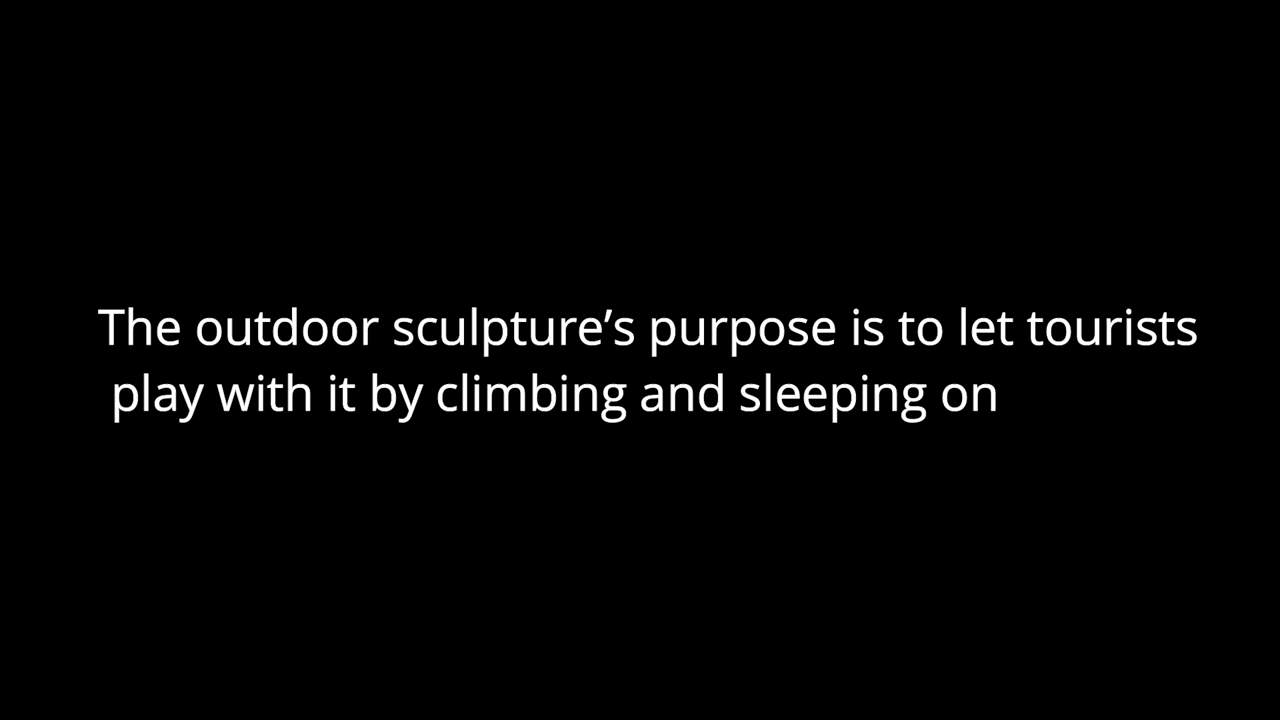 The outdoor sculpture’s purpose is to let tourists
play with it by climbing and sleeping on